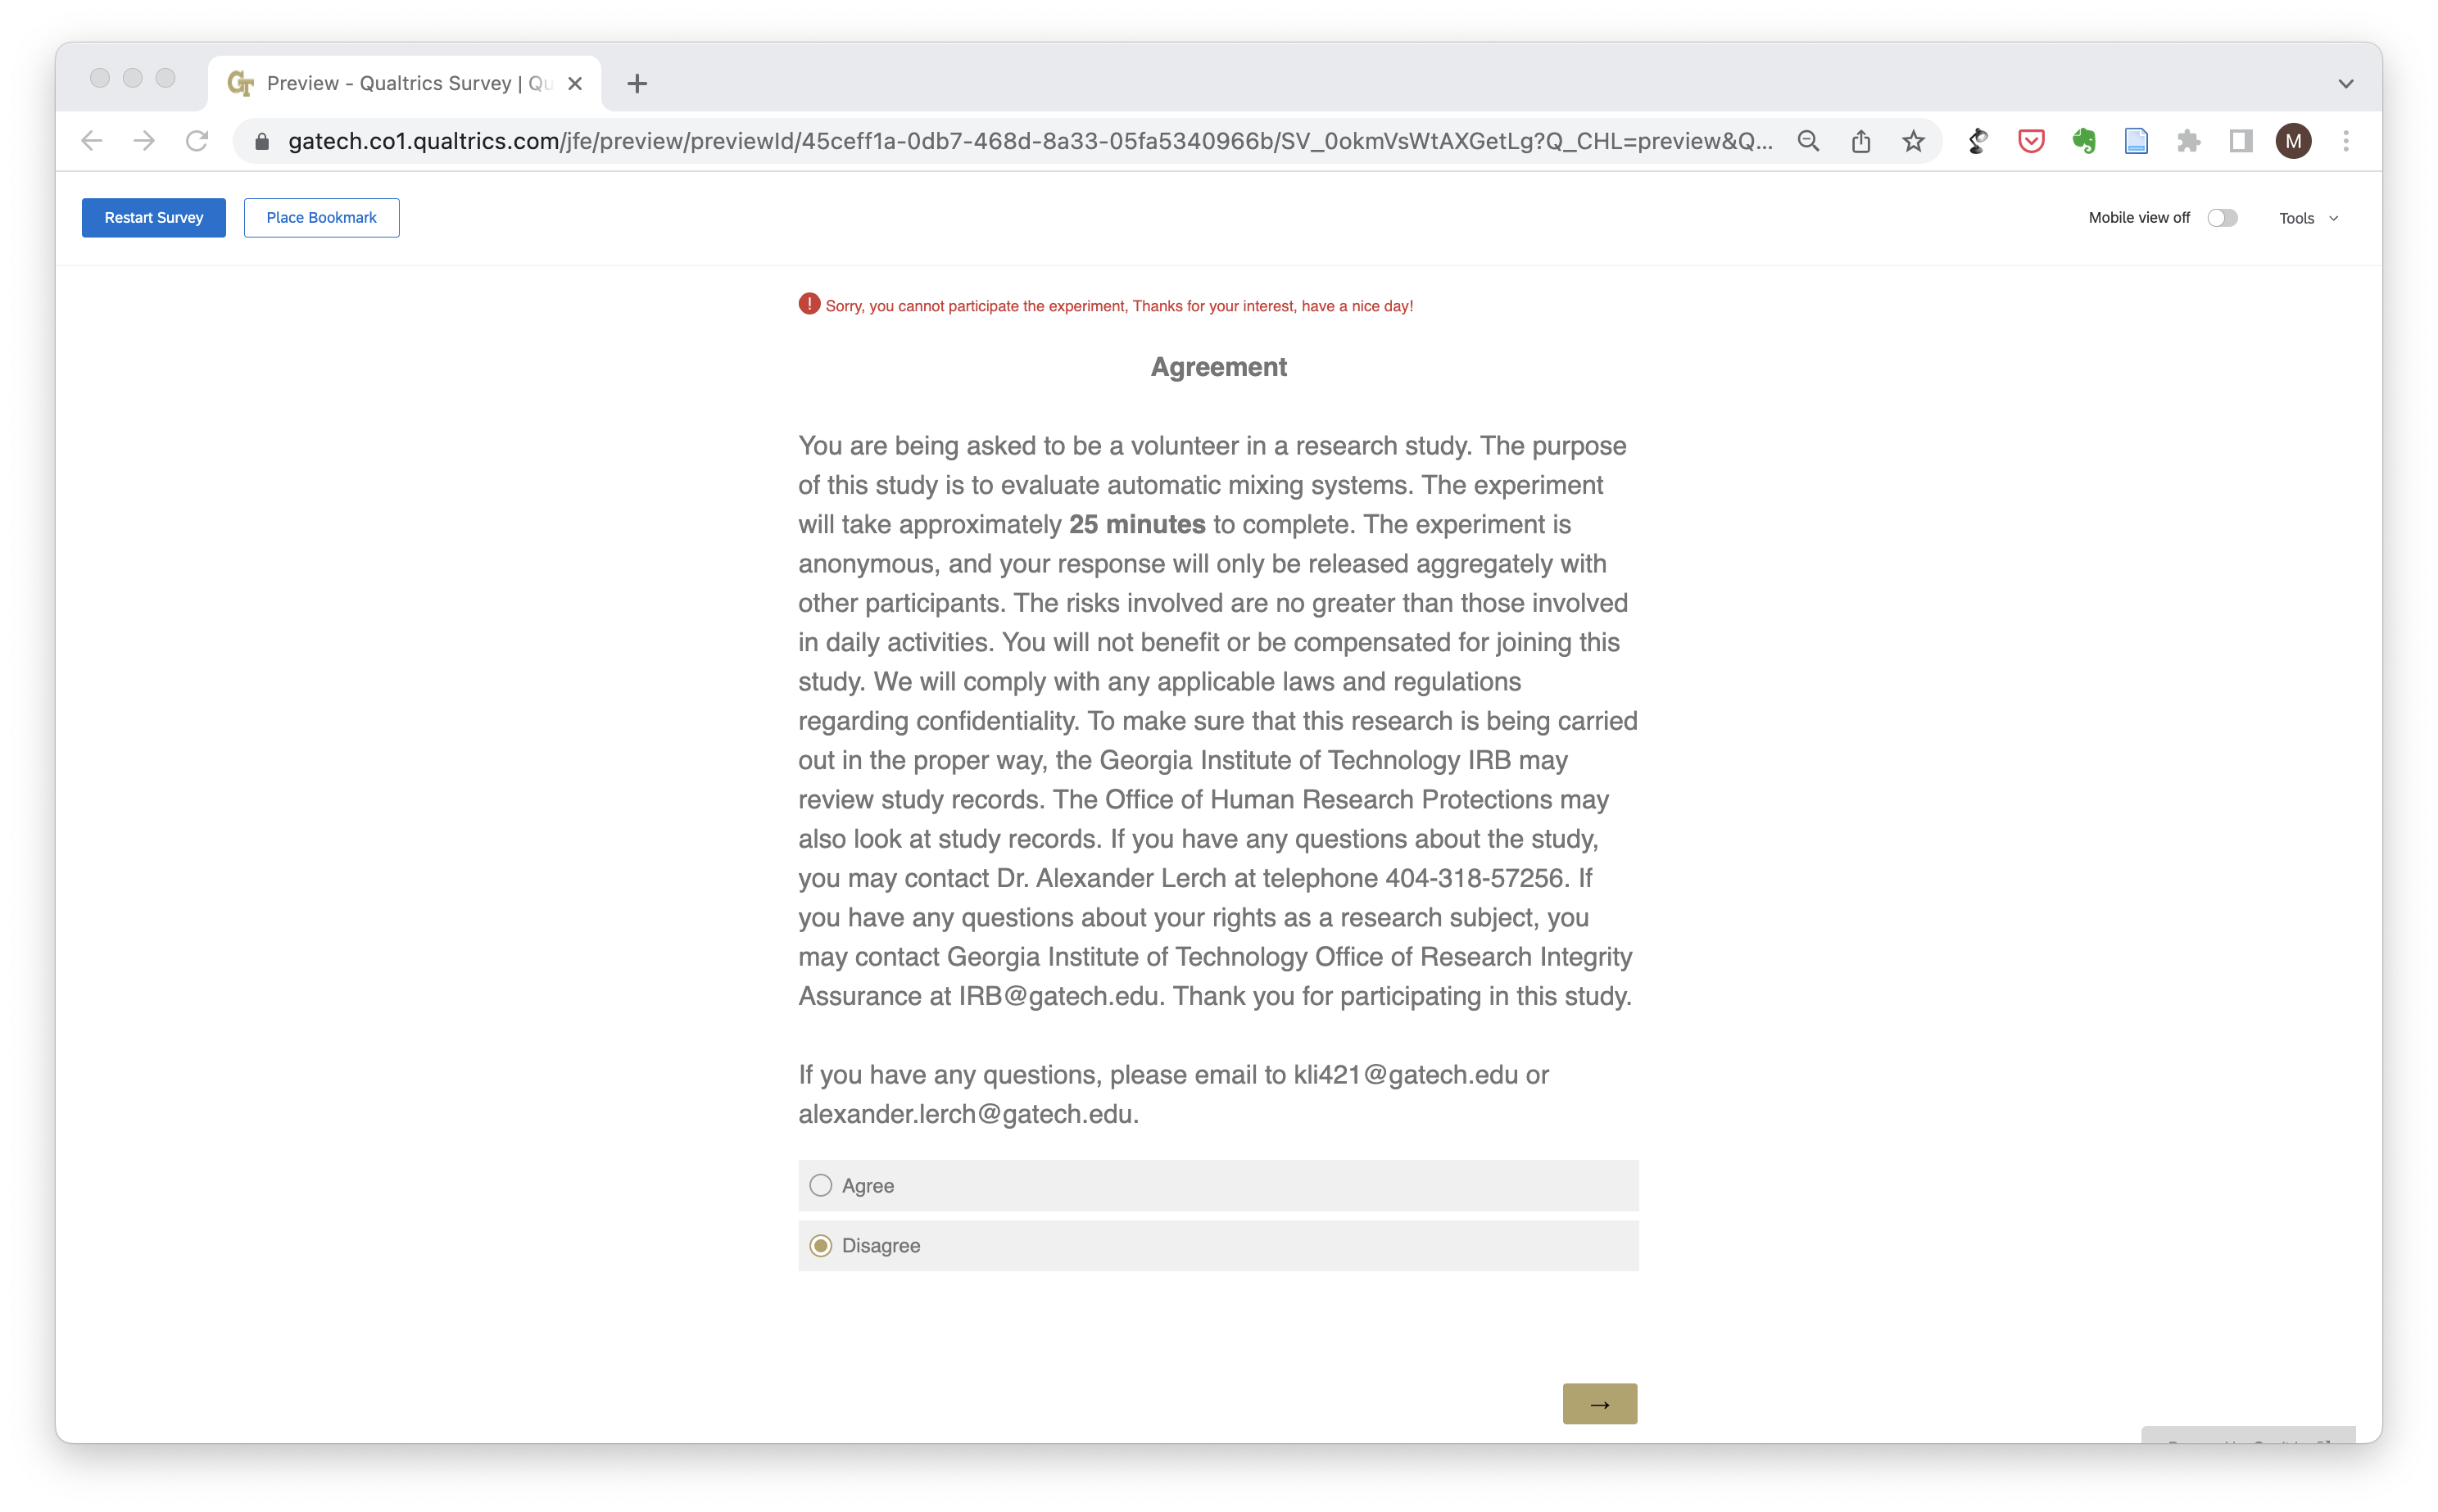 GT Preview - Qualtrics Survey | Qu
gatech.co1.qualtrics.com/jfe/preview/previewId/45ceff1a-0db7-468d-8a33-05fa5340966b/SV_0okmVsWtAXGetLg?Q_CHL=preview&Q...
M
Restart Survey
Place Bookmark
Mobile view off
Tools
Sorry, you cannot participate the experiment, Thanks for your interest, have a nice day!
Agreement
You are being asked to be a volunteer in a research study. The purpose
of this study is to evaluate automatic mixing systems. The experiment
will take approximately 25 minutes to complete. The experiment is
anonymous, and your response will only be released aggregately with
other participants. The risks involved are no greater than those involved
in daily activities. You will not benefit or be compensated for joining this
study. We will comply with any applicable laws and regulations
regarding confidentiality. To make sure that this research is being carried
out in the proper way, the Georgia Institute of Technology IRB may
review study records. The Office of Human Research Protections may
also look at study records. If you have any questions about the study,
you may contact Dr. Alexander Lerch at telephone 404-318-57256. If
you have any questions about your rights as a research subject, you
may contact Georgia Institute of Technology Office of Research Integrity
Assurance at IRB@gatech.edu. Thank you for participating in this study.
If you have any questions, please email to kli421@gatech.edu or
alexander.lerch@gatech.edu.
Agree
Disagree
→